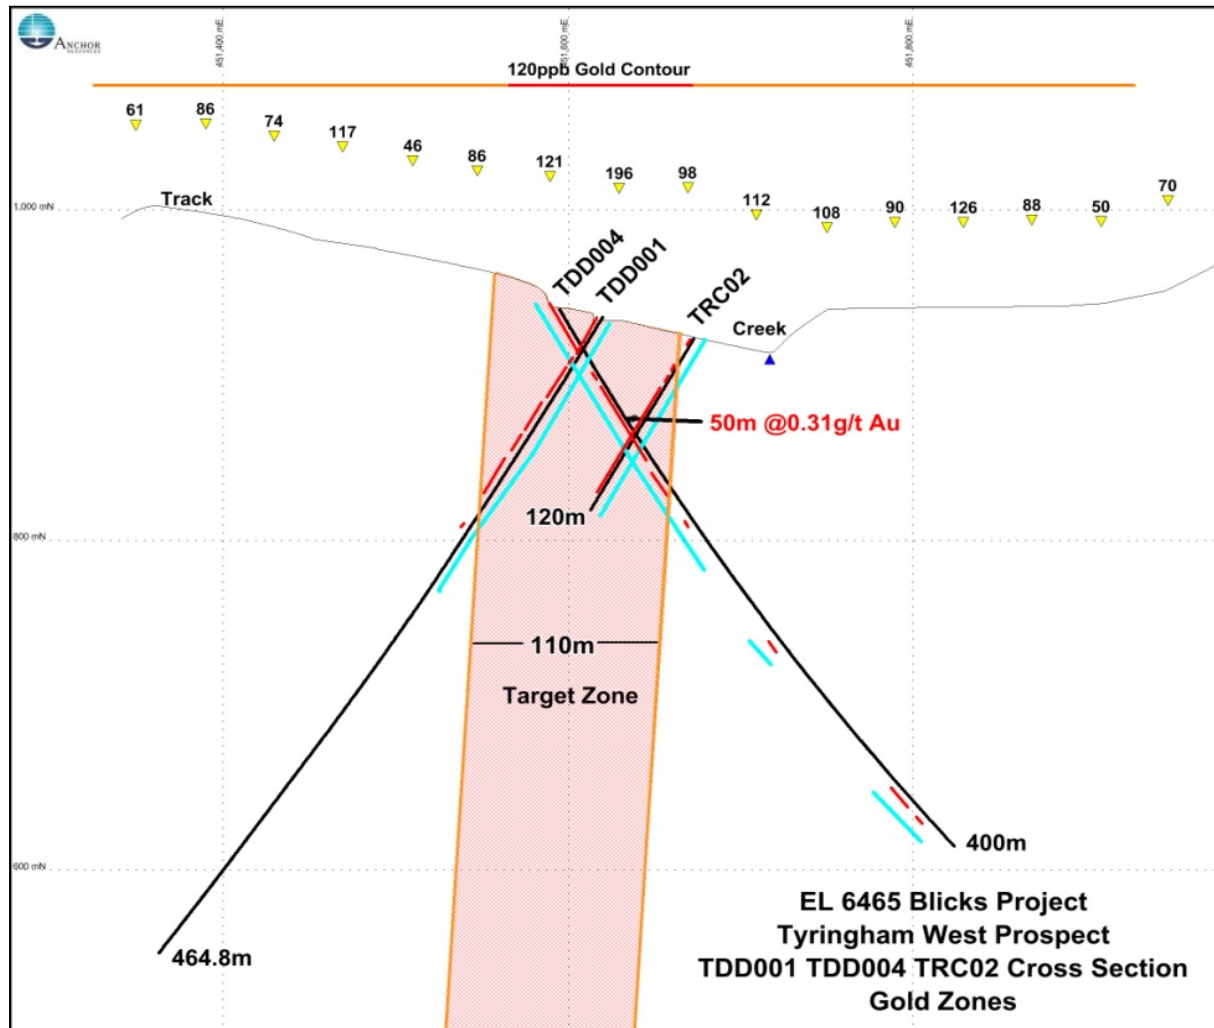 ANCHOR
RESOURCES
451,400 mE
451,600 mE
451,800 mE
120ppb Gold Contour
61
86
74
117
46
86
121
196
98
112
108
90
126
88
50
70
1,000 mN
Track
TDD004
TDD001
TRC02
Creek
50m @0.31g/t Au
120m
800 mN
110m
Target Zone
400m
600 mN
464.8m
EL 6465 Blicks Project
Tyringham West Prospect
TDD001 TDD004 TRC02 Cross Section
Gold Zones